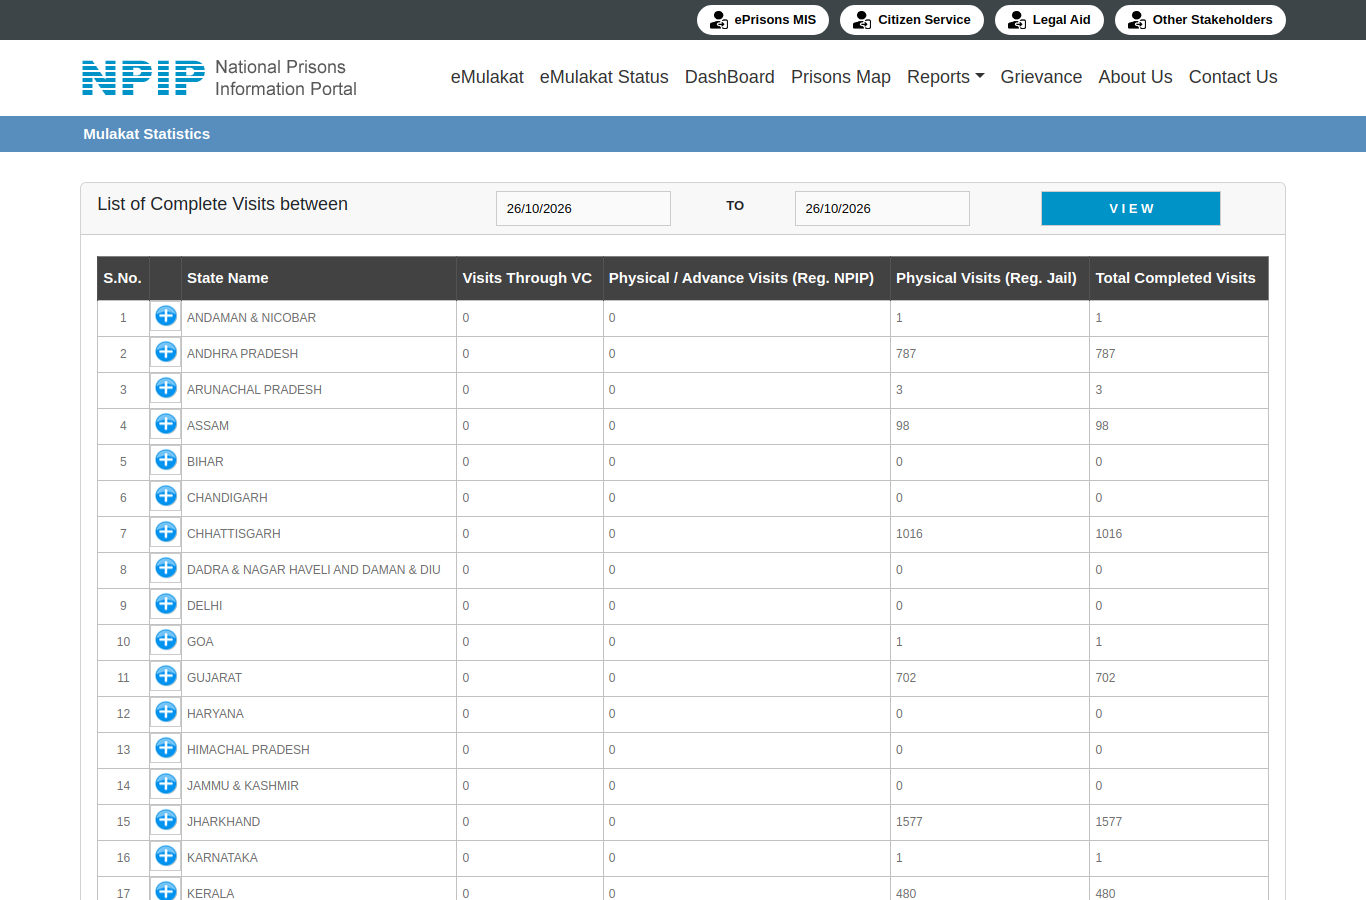 ePrisons MIS Citizen Service Legal Aid Other Stakeholders
NPIP National Prisons Information Portal
eMulakat eMulakat Status DashBoard Prisons Map Reports Grievance About Us Contact Us
Mulakat Statistics
List of Complete Visits between 26/10/2026 TO 26/10/2026 VIEW
S.No. State Name Visits Through VC Physical / Advance Visits (Reg. NPIP) Physical Visits (Reg. Jail) Total Completed Visits
1 ANDAMAN & NICOBAR 0 0 1 1
2 ANDHRA PRADESH 0 0 787 787
3 ARUNACHAL PRADESH 0 0 3 3
4 ASSAM 0 0 98 98
5 BIHAR 0 0 0 0
6 CHANDIGARH 0 0 0 0
7 CHHATTISGARH 0 0 1016 1016
8 DADRA & NAGAR HAVELI AND DAMAN & DIU 0 0 0 0
9 DELHI 0 0 0 0
10 GOA 0 0 1 1
11 GUJARAT 0 0 702 702
12 HARYANA 0 0 0 0
13 HIMACHAL PRADESH 0 0 0 0
14 JAMMU & KASHMIR 0 0 0 0
15 JHARKHAND 0 0 1577 1577
16 KARNATAKA 0 0 1 1
17 KERALA 0 0 480 480